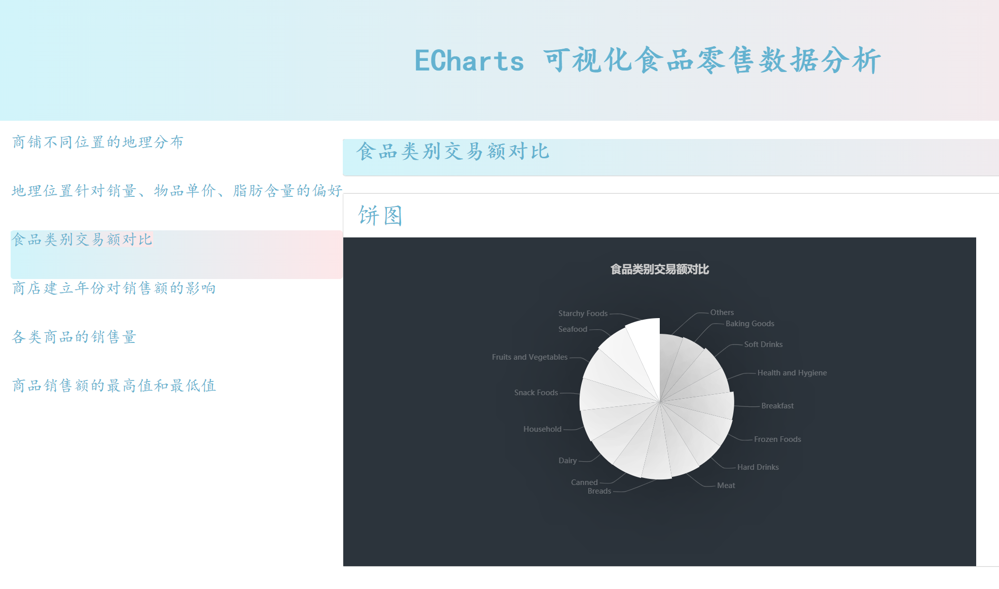 ECharts 可视化食品零售数据分析
商铺不同位置的地理分布
地理位置针对销量、物品单价、脂肪含量的偏好
食品类别交易额对比
商店建立年份对销售额的影响
各类商品的销售量
商品销售额的最高值和最低值
食品类别交易额对比
饼图
食品类别交易额对比
Starchy Foods
Others
Baking Goods
Seafood
Soft Drinks
Fruits and Vegetables
Health and Hygiene
Snack Foods
Breakfast
Household
Frozen Foods
Dairy
Hard Drinks
Canned
Meat
Breads